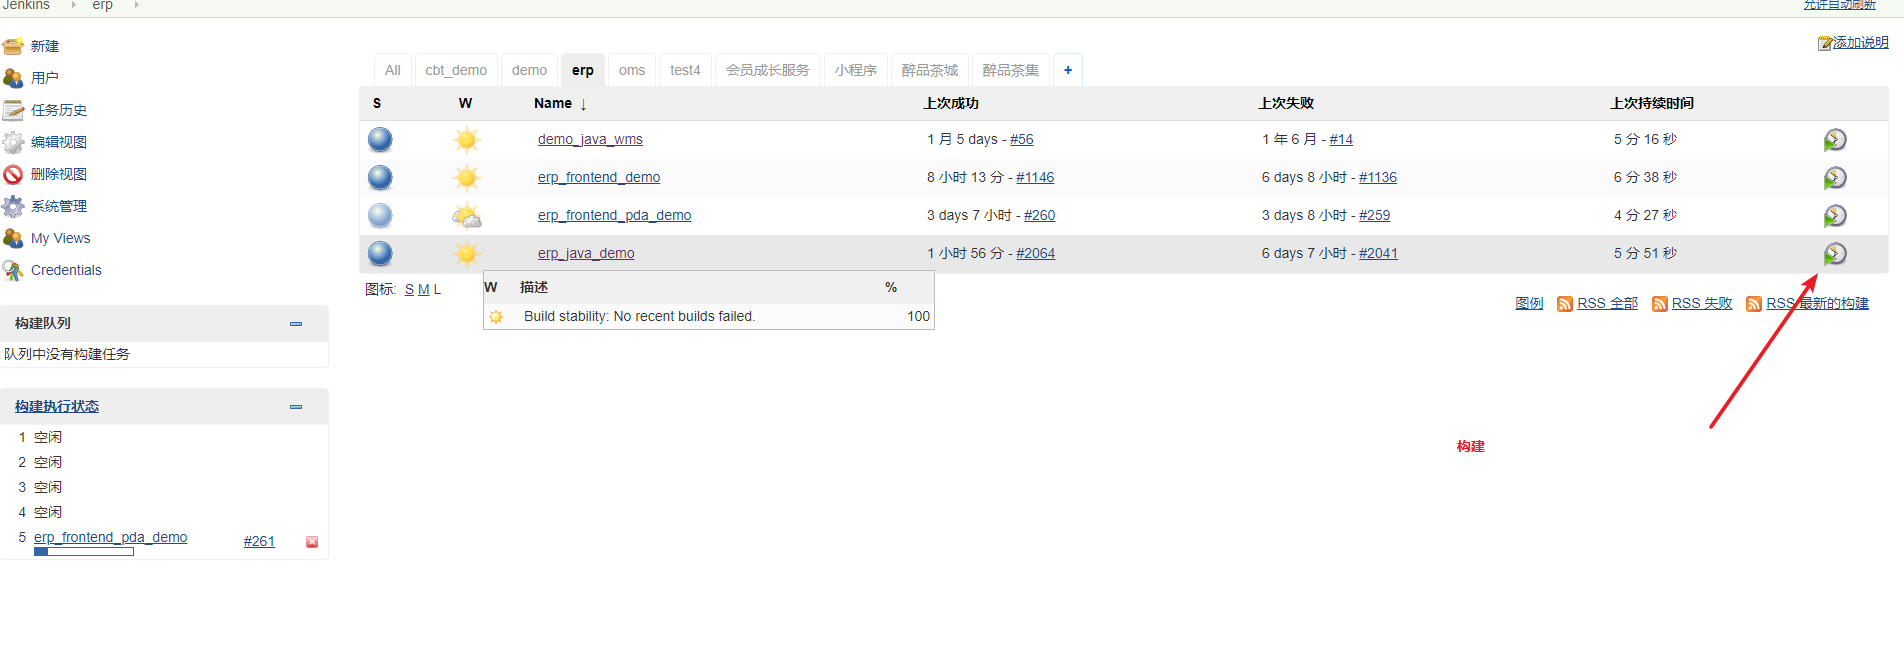 Jenkins erp 允许自动刷新
新建
用户
任务历史
编辑视图
删除视图
系统管理
My Views
Credentials
构建队列
队列中没有构建任务
构建执行状态
1 空闲
2 空闲
3 空闲
4 空闲
5 erp_frontend_pda_demo #261
添加说明
All cbt_demo demo erp oms test4 会员成长服务 小程序 醉品茶城 醉品茶集 +
S W Name ↓ 上次成功 上次失败 上次持续时间
demo_java_wms 1 月 5 days - #56 1 年 6 月 - #14 5 分 16 秒
erp_frontend_demo 8 小时 13 分 - #1146 6 days 8 小时 - #1136 6 分 38 秒
erp_frontend_pda_demo 3 days 7 小时 - #260 3 days 8 小时 - #259 4 分 27 秒
erp_java_demo 1 小时 56 分 - #2064 6 days 7 小时 - #2041 5 分 51 秒
图标: S M L
W 描述 %
Build stability: No recent builds failed. 100
图例 RSS 全部 RSS 失败 RSS 最新的构建
构建